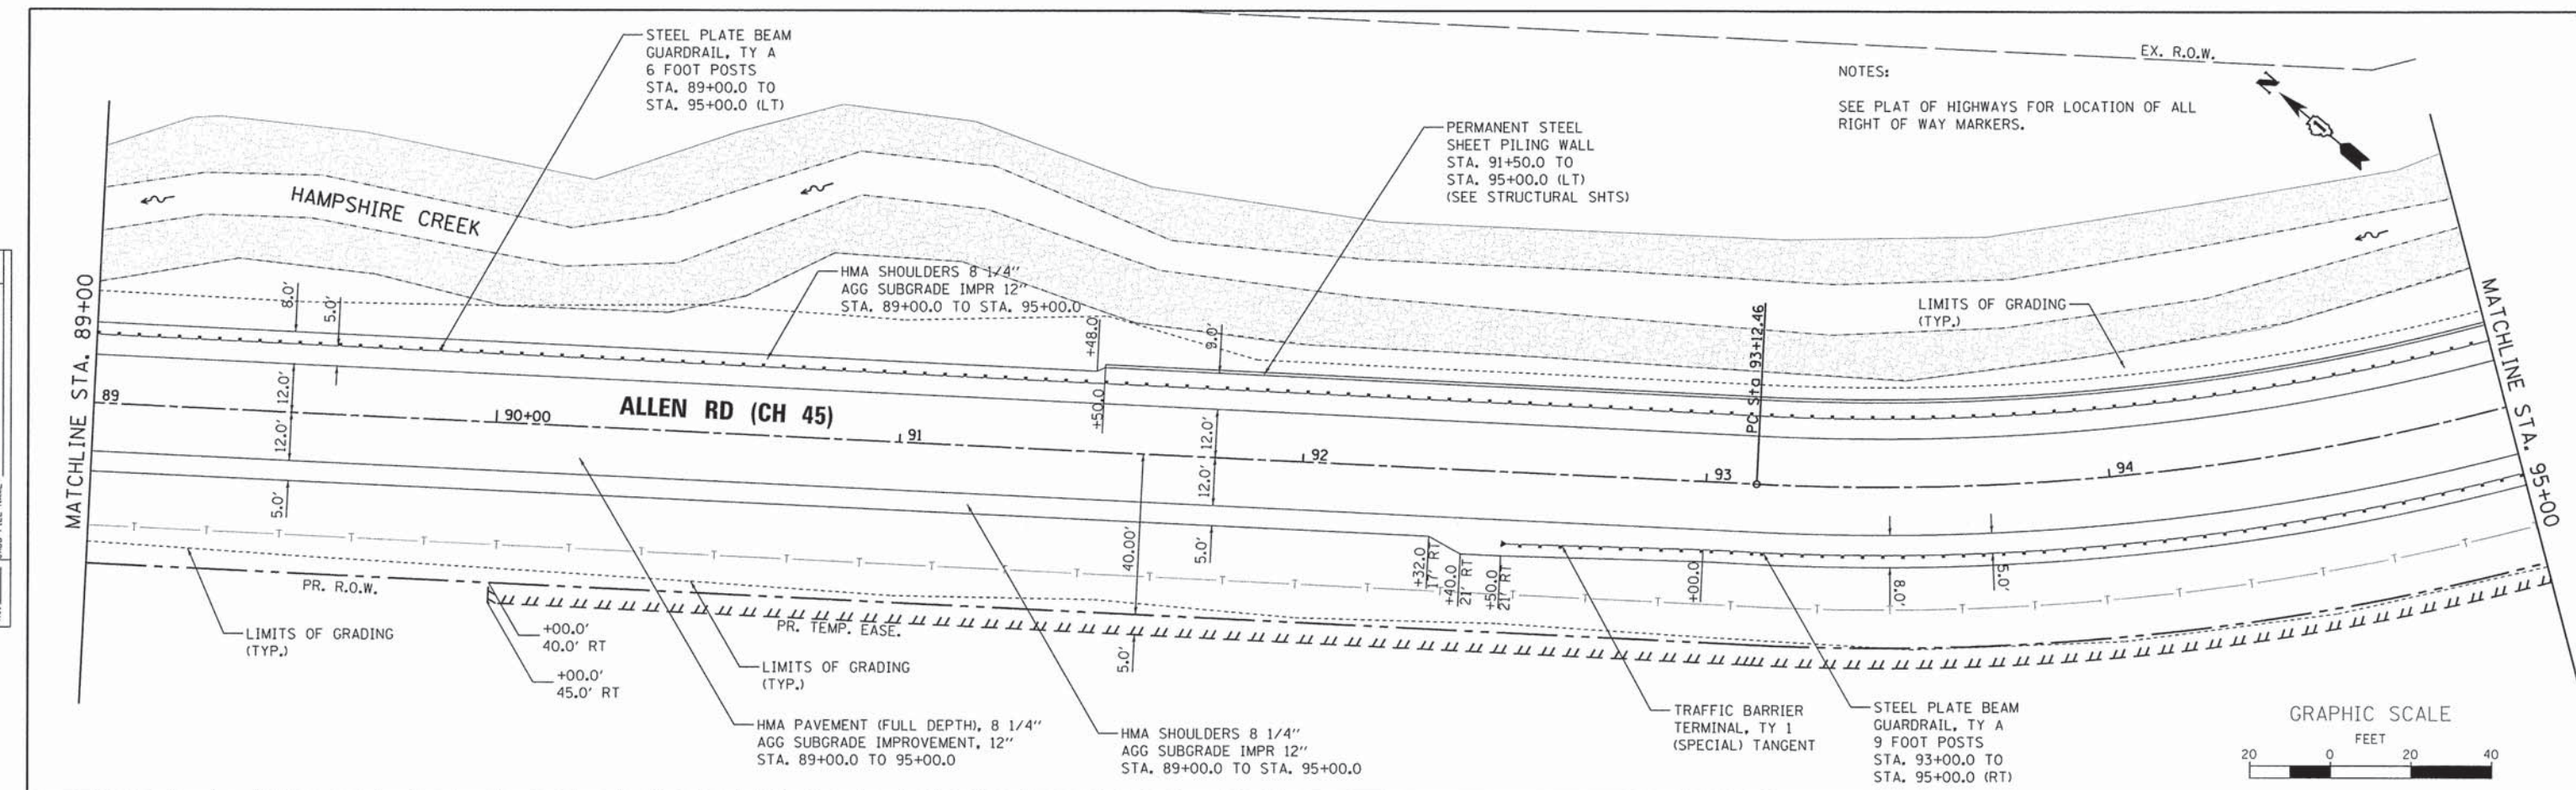 STEEL PLATE BEAM
GUARDRAIL, TY A
6 FOOT POSTS
STA. 89+00.0 TO
STA. 95+00.0 (LT)
EX. R.O.W.
NOTES:
SEE PLAT OF HIGHWAYS FOR LOCATION OF ALL
RIGHT OF WAY MARKERS.
N
PERMANENT STEEL
SHEET PILING WALL
STA. 91+50.0 TO
STA. 95+00.0 (LT)
(SEE STRUCTURAL SHTS)
HAMPSHIRE CREEK
HMA SHOULDERS 8 1/4"
AGG SUBGRADE IMPR 12"
STA. 89+00.0 TO STA. 95+00.0
LIMITS OF GRADING
(TYP.)
MATCHLINE STA. 89+00
MATCHLINE STA. 95+00
8.0'
5.0'
+48.0
+50.0
9.0'
PC Sta 93+12.46
89
12.0'
12.0'
90+00
ALLEN RD (CH 45)
91
12.0'
12.0'
92
93
94
5.0'
40.00'
5.0'
+32.0
17' RT
+40.0
21' RT
+50.0
21' RT
+00.0
8.0'
5.0'
T T T T T T T T T T T T T T T T T T T T T T T T T T T T T T T T T
PR. R.O.W.
PR. TEMP. EASE.
5.0'
LIMITS OF GRADING
(TYP.)
+00.0'
40.0' RT
+00.0'
45.0' RT
LIMITS OF GRADING
(TYP.)
HMA PAVEMENT (FULL DEPTH), 8 1/4"
AGG SUBGRADE IMPROVEMENT, 12"
STA. 89+00.0 TO 95+00.0
HMA SHOULDERS 8 1/4"
AGG SUBGRADE IMPR 12"
STA. 89+00.0 TO STA. 95+00.0
TRAFFIC BARRIER
TERMINAL, TY 1
(SPECIAL) TANGENT
STEEL PLATE BEAM
GUARDRAIL, TY A
9 FOOT POSTS
STA. 93+00.0 TO
STA. 95+00.0 (RT)
GRAPHIC SCALE
FEET
20 0 20 40